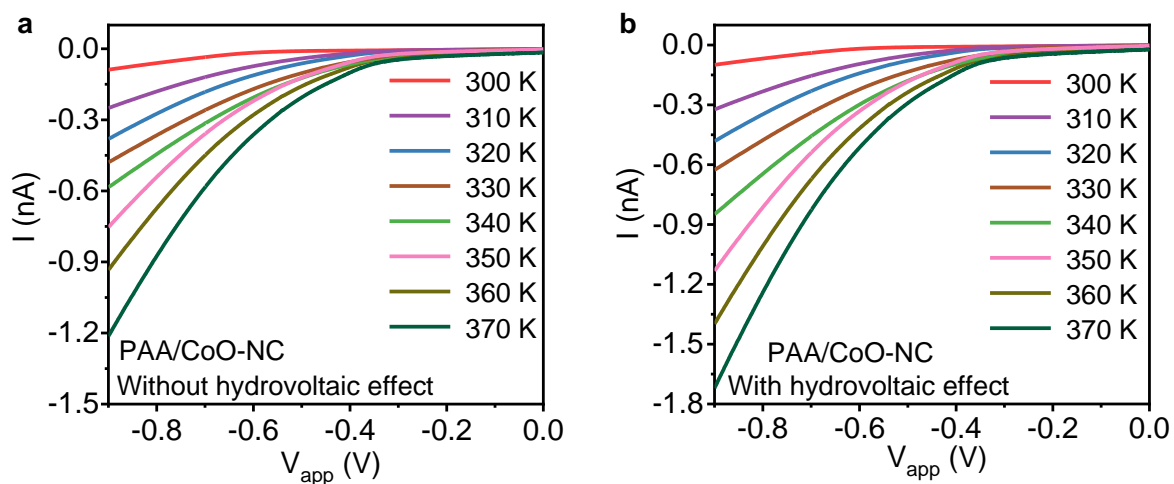 a
0.0
-0.3
-0.6
-0.9
-1.2
-1.5
I (nA)
300 K
310 K
320 K
330 K
340 K
350 K
360 K
370 K
PAA/CoO-NC
Without hydrovoltaic effect
-0.8 -0.6 -0.4 -0.2 0.0
Vapp (V)
b
0.0
-0.3
-0.6
-0.9
-1.2
-1.5
-1.8
I (nA)
300 K
310 K
320 K
330 K
340 K
350 K
360 K
370 K
PAA/CoO-NC
With hydrovoltaic effect
-0.8 -0.6 -0.4 -0.2 0.0
Vapp (V)